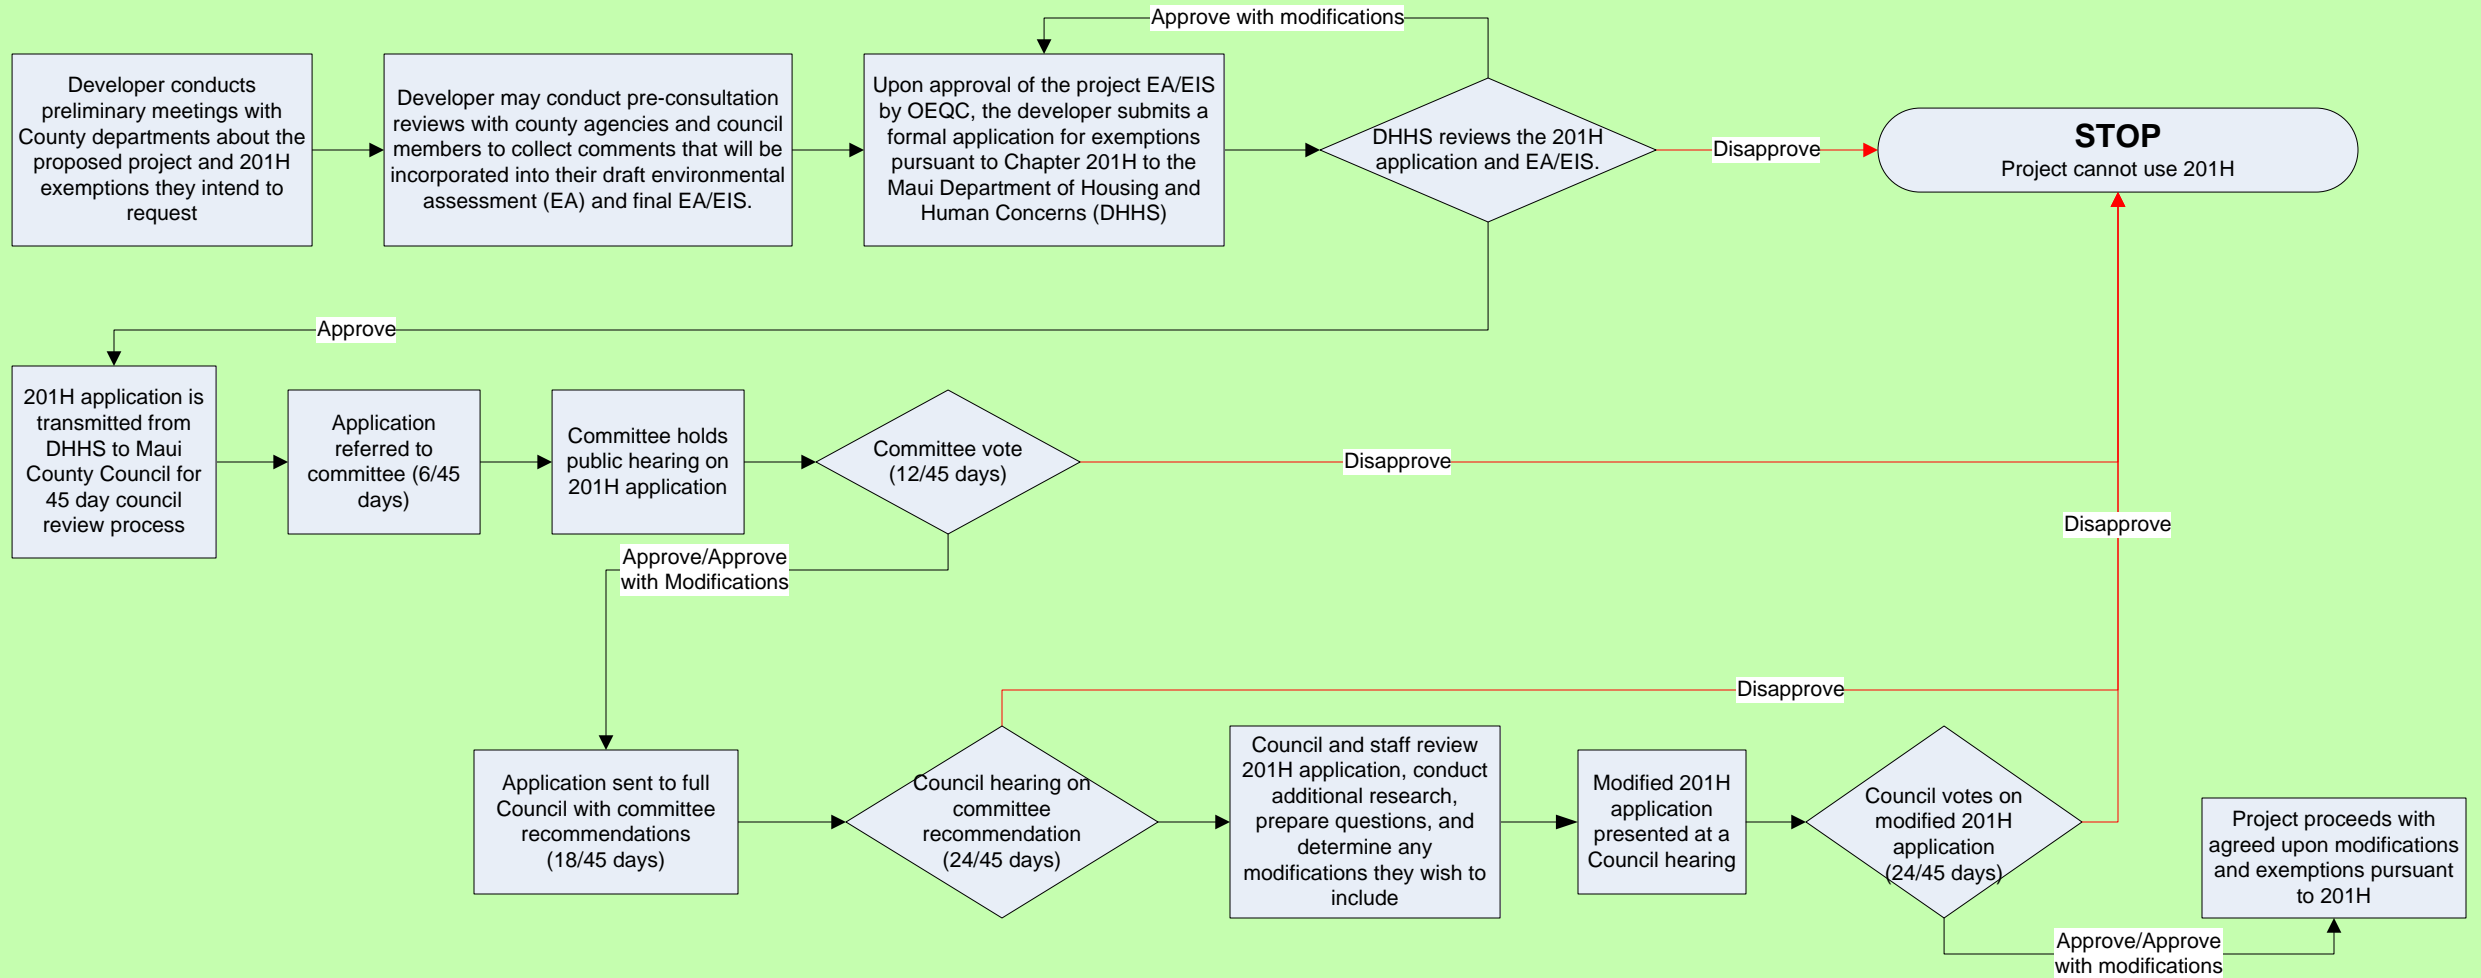 Approve with modifications
Developer conducts
preliminary meetings with
County departments about the
proposed project and 201H
exemptions they intend to
request
Developer may conduct pre-consultation
reviews with county agencies and council
members to collect comments that will be
incorporated into their draft environmental
assessment (EA) and final EA/EIS.
Upon approval of the project EA/EIS
by OEQC, the developer submits a
formal application for exemptions
pursuant to Chapter 201H to the
Maui Department of Housing and
Human Concerns (DHHS)
DHHS reviews the 201H
application and EA/EIS.
Disapprove
STOP
Project cannot use 201H
Approve
201H application is
transmitted from
DHHS to Maui
County Council for
45 day council
review process
Application
referred to
committee (6/45
days)
Committee holds
public hearing on
201H application
Committee vote
(12/45 days)
Disapprove
Disapprove
Approve/Approve
with Modifications
Disapprove
Application sent to full
Council with committee
recommendations
(18/45 days)
Council hearing on
committee
recommendation
(24/45 days)
Council and staff review
201H application, conduct
additional research,
prepare questions, and
determine any
modifications they wish to
include
Modified 201H
application
presented at a
Council hearing
Council votes on
modified 201H
application
(24/45 days)
Project proceeds with
agreed upon modifications
and exemptions pursuant
to 201H
Approve/Approve
with modifications